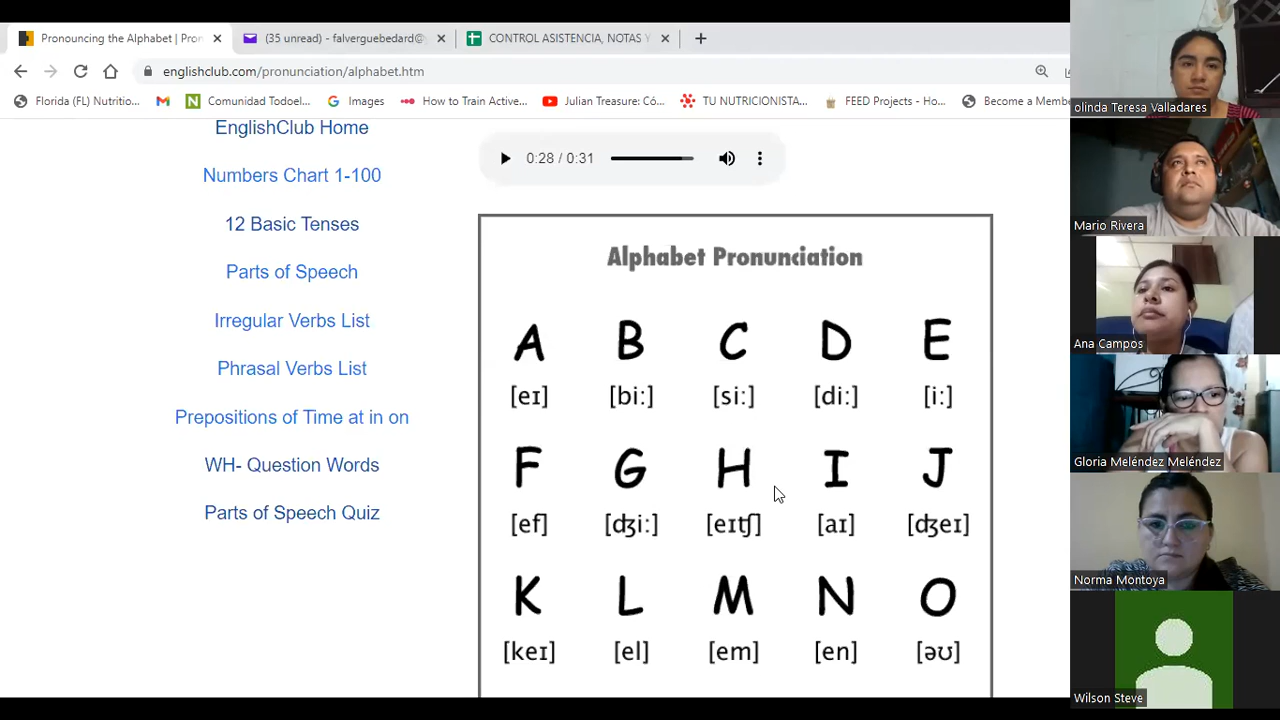 Pronouncing the Alphabet | Pron
(35 unread) - falverguebedard@
CONTROL ASISTENCIA, NOTAS Y
englishclub.com/pronunciation/alphabet.htm
Florida (FL) Nutritio... Comunidad Todoel... Images How to Train Active... Julian Treasure: Có... TU NUTRICIONISTA... FEED Projects - Ho... Become a Membe
EnglishClub Home
Numbers Chart 1-100
12 Basic Tenses
Parts of Speech
Irregular Verbs List
Phrasal Verbs List
Prepositions of Time at in on
WH- Question Words
Parts of Speech Quiz
0:28 / 0:31
Alphabet Pronunciation
A B C D E
[eɪ] [bi:] [si:] [di:] [i:]
F G H I J
[ef] [ʤi:] [eɪʧ] [aɪ] [ʤeɪ]
K L M N O
[keɪ] [el] [em] [en] [əʊ]
olinda Teresa Valladares
Mario Rivera
Ana Campos
Gloria Meléndez Meléndez
Norma Montoya
Wilson Steve